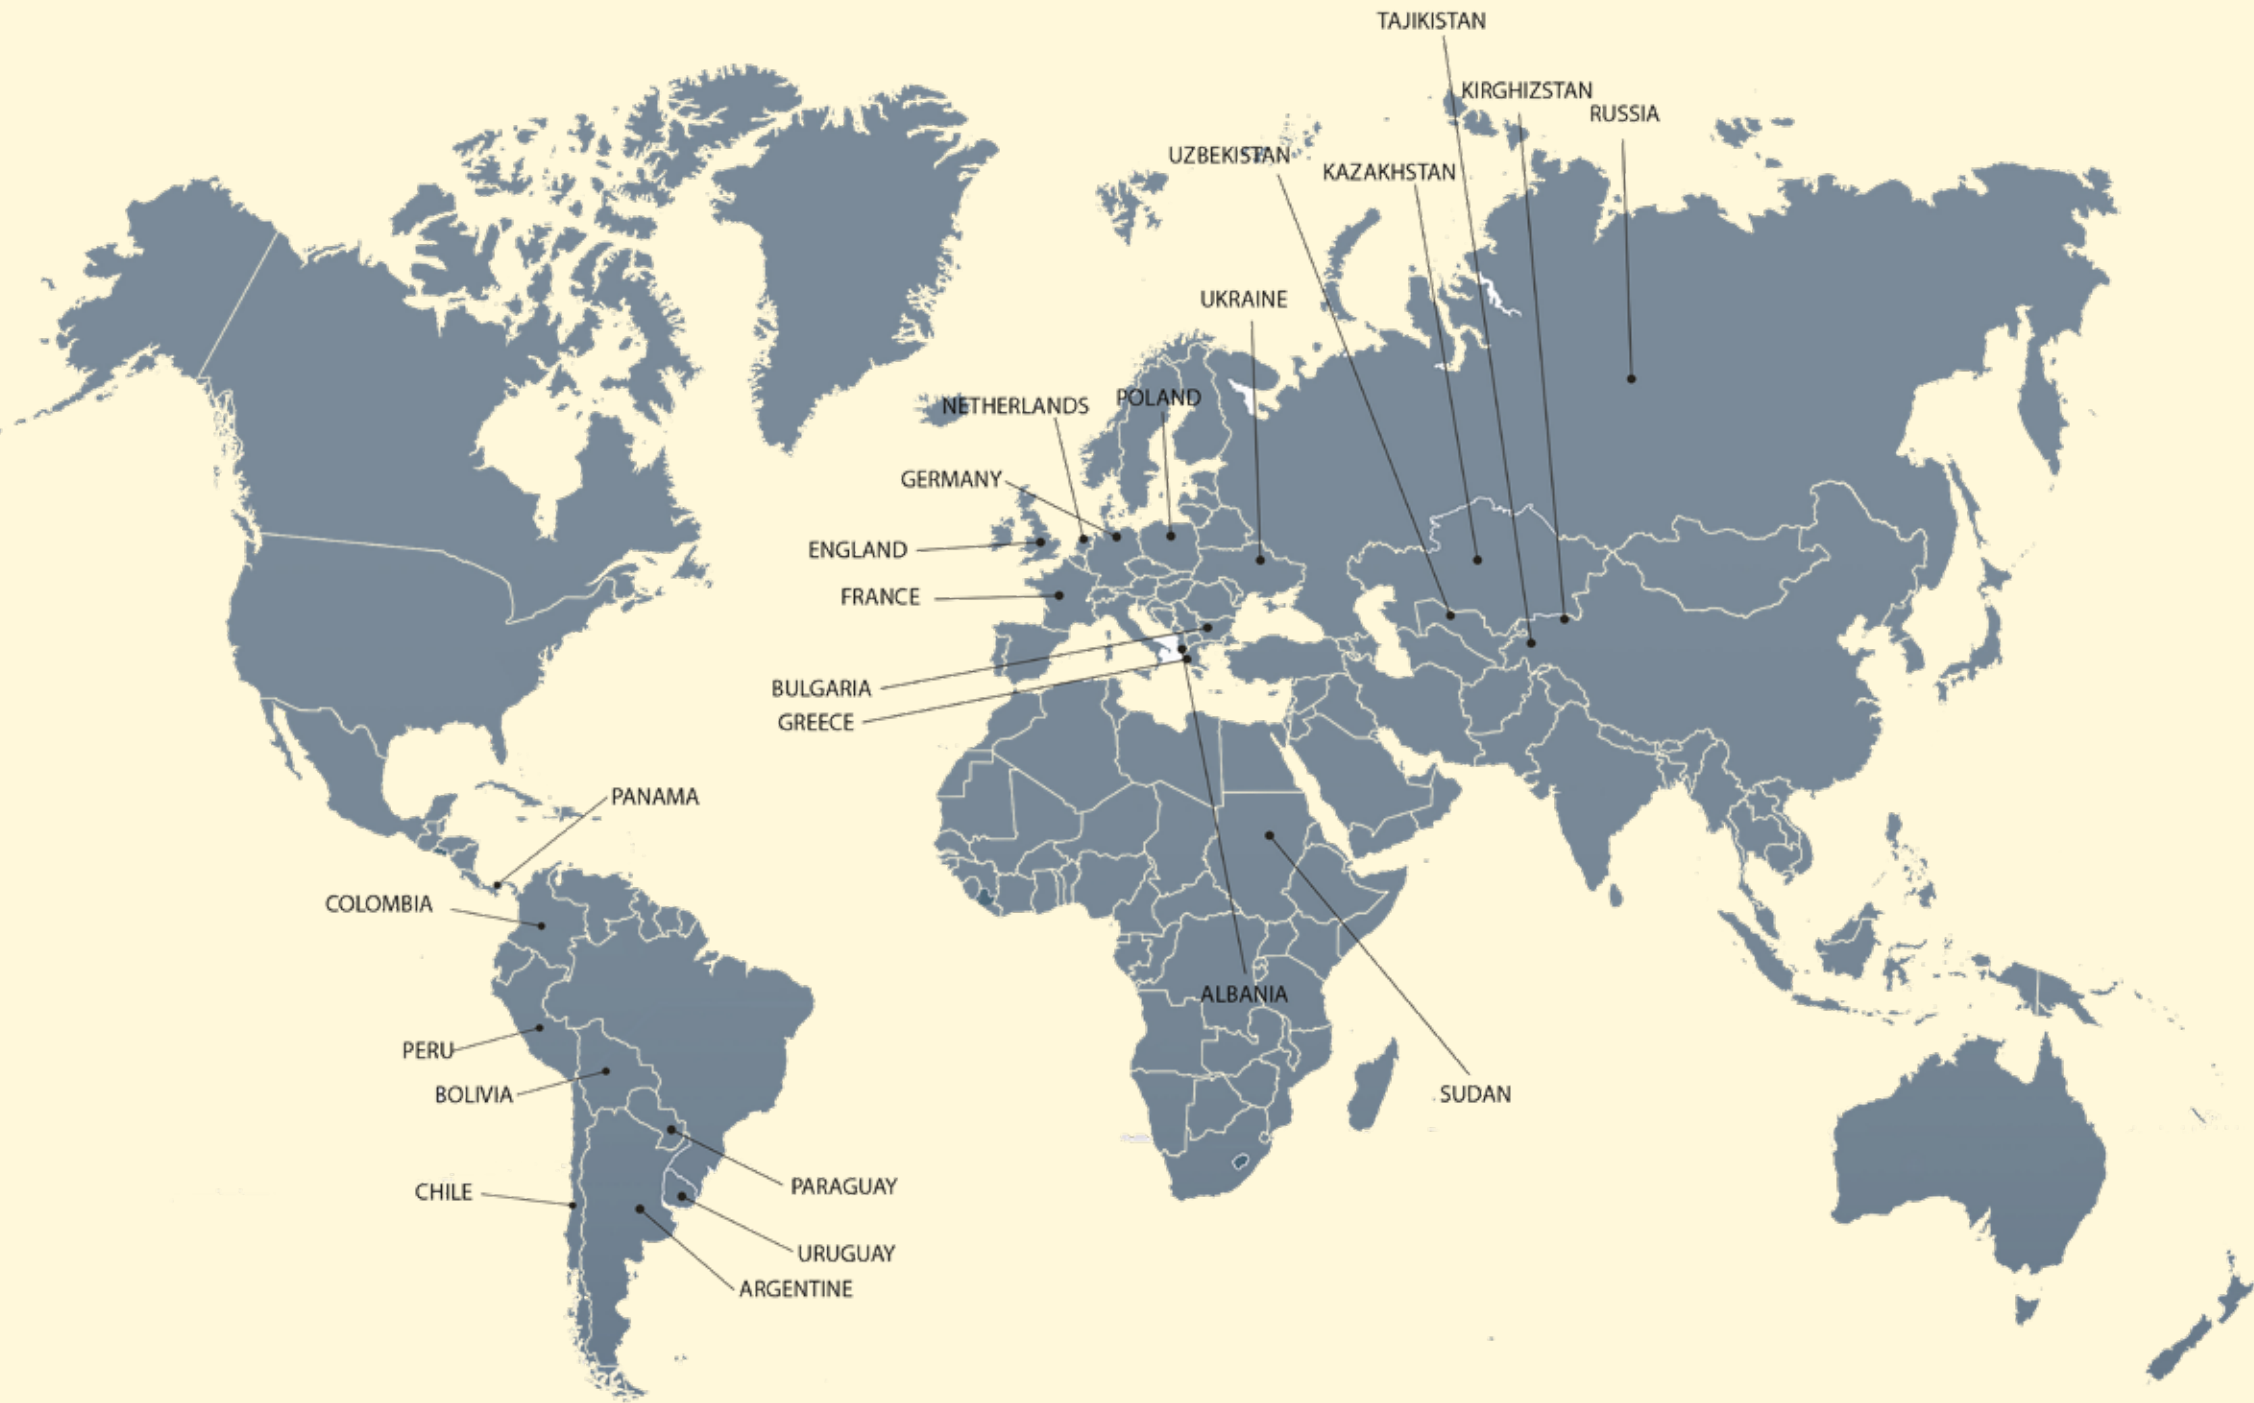 TAJIKISTAN
KIRGHIZSTAN
RUSSIA
UZBEKISTAN
KAZAKHSTAN
UKRAINE
NETHERLANDS
POLAND
GERMANY
ENGLAND
FRANCE
BULGARIA
GREECE
PANAMA
COLOMBIA
ALBANIA
PERU
BOLIVIA
SUDAN
PARAGUAY
CHILE
URUGUAY
ARGENTINE